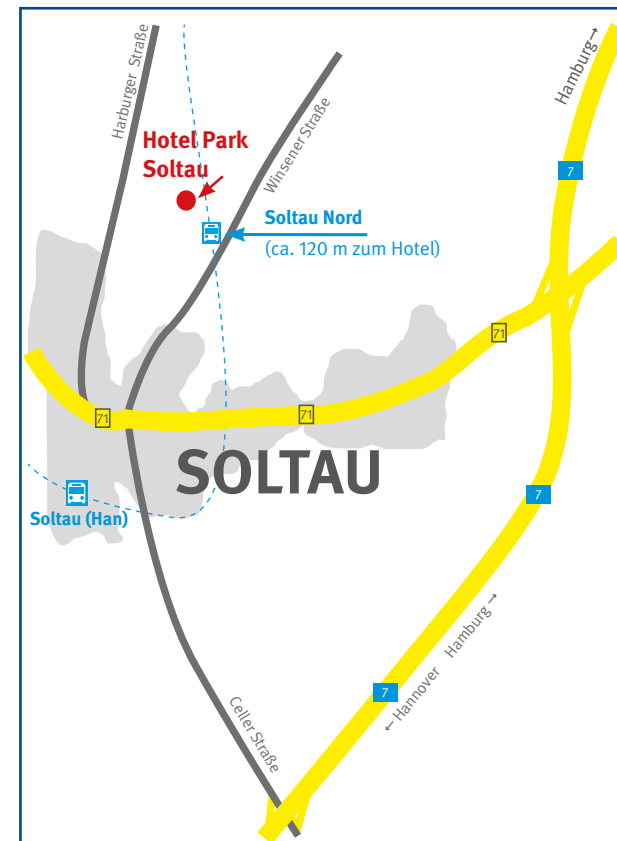 Hamburg→
Harburger Straße
7
Hotel Park
Soltau
Winsener Straße
Soltau Nord
(ca. 120 m zum Hotel)
71
71
71
SOLTAU
7
Soltau (Han)
← Hannover Hamburg →
7
Celler Straße